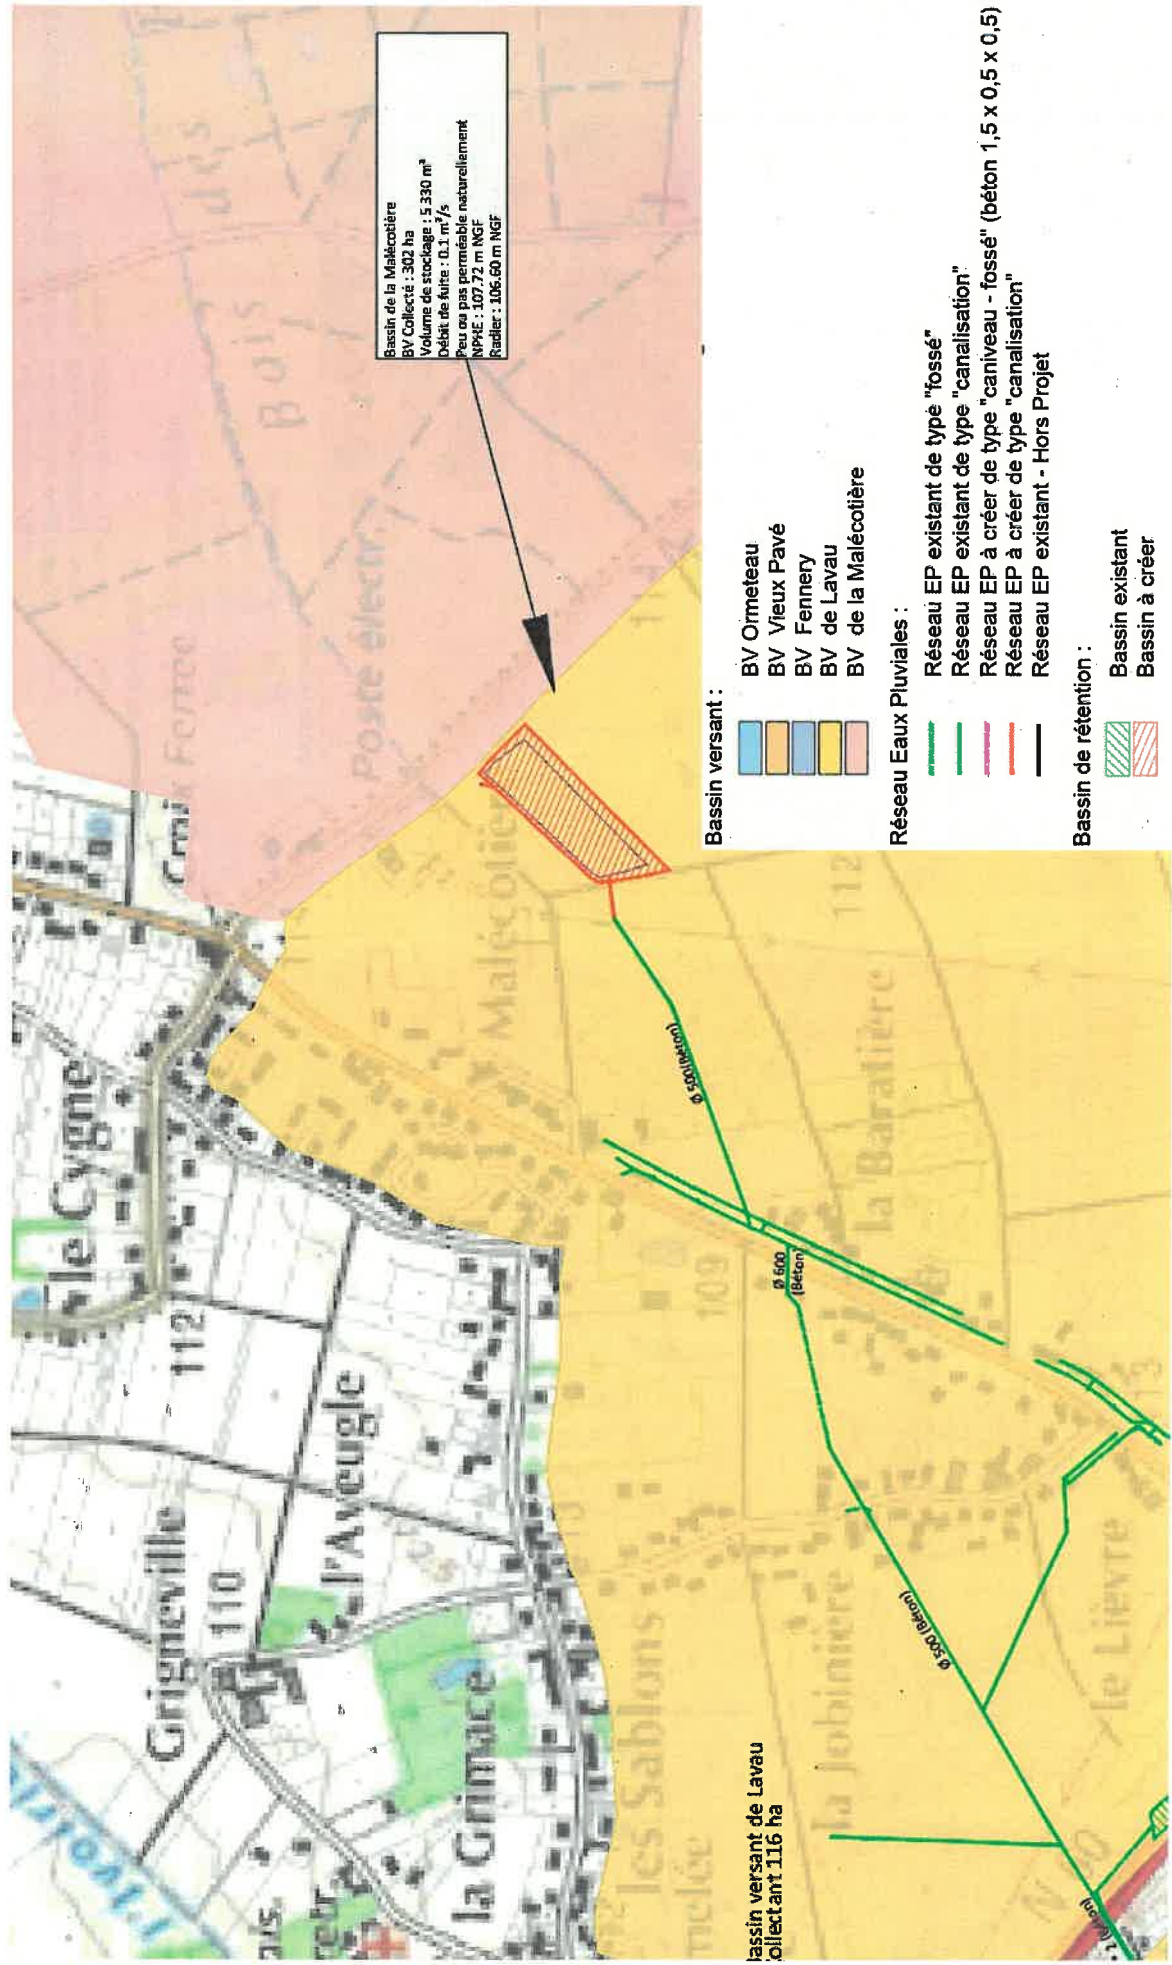 Bassin de la Malécotière
BV Collecté : 302 ha
Volume de stockage : 5 330 m³
Débit de fuite : 0.1 m³/s
Peu ou pas perméable naturellement
NPHE : 107.72 m NGF
Radier : 106.60 m NGF
Bois des
Poste électr.
Ferrée
le Cygne
112
Grigneville
110
l'Aveugle
la Grimace
Malécotière
Ø 500(Béton)
112
la Baratière
109
Ø 600
(Béton)
les Sablons
la Jobinière
Ø 500 (Béton)
le Lièvre
melée
113
assin versant de Lavau
ollectant 116 ha
Bassin versant :
BV Ormeteau
BV Vieux Pavé
BV Fennery
BV de Lavau
BV de la Malécotière
Réseau Eaux Pluviales :
Réseau EP existant de type "fossé"
Réseau EP existant de type "canalisation"
Réseau EP à créer de type "caniveau - fossé" (béton 1,5 x 0,5 x 0,5)
Réseau EP à créer de type "canalisation"
Réseau EP existant - Hors Projet
Bassin de rétention :
Bassin existant
Bassin à créer